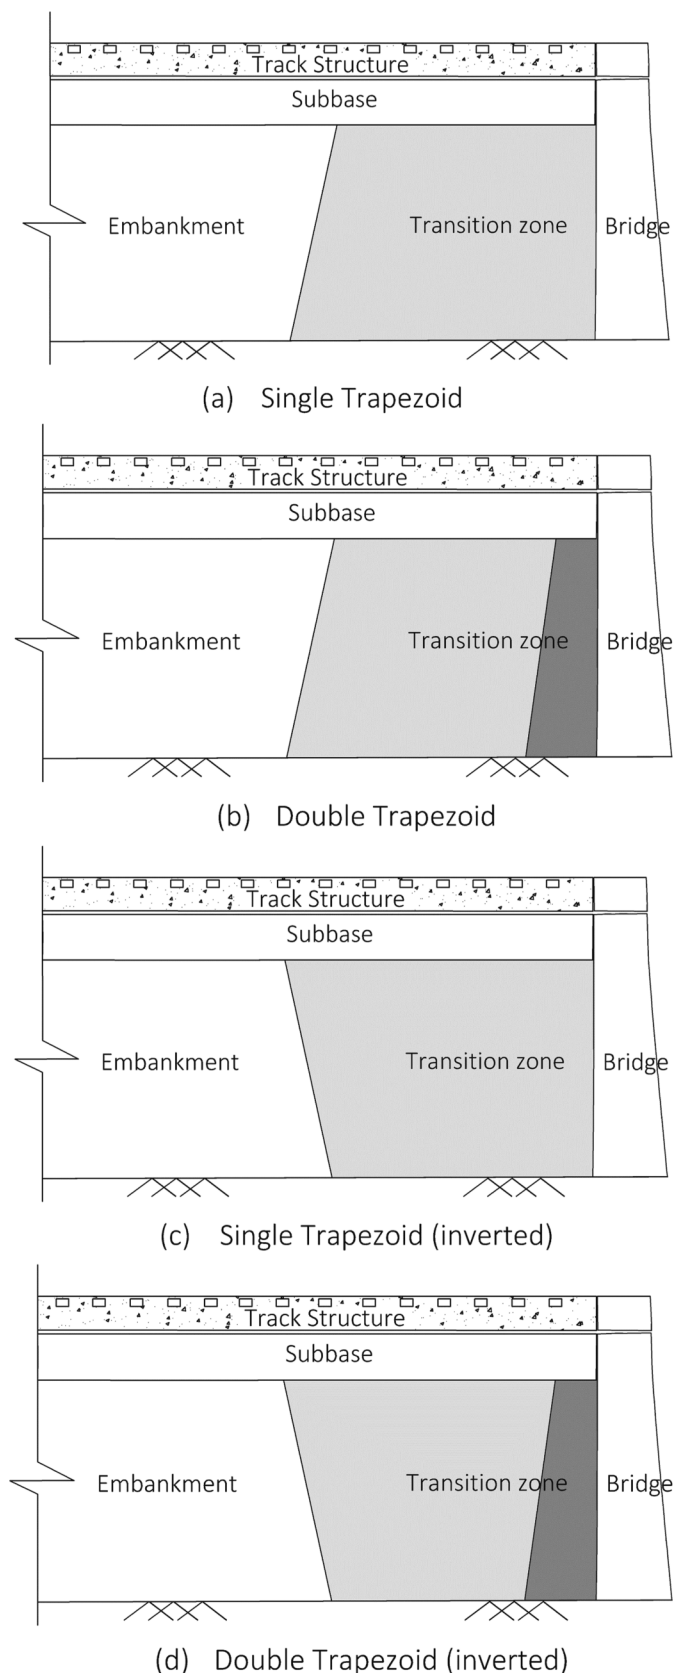 Track Structure
Subbase
Embankment Transition zone Bridge
(a) Single Trapezoid
Track Structure
Subbase
Embankment Transition zone Bridge
(b) Double Trapezoid
Track Structure
Subbase
Embankment Transition zone Bridge
(c) Single Trapezoid (inverted)
Track Structure
Subbase
Embankment Transition zone Bridge
(d) Double Trapezoid (inverted)